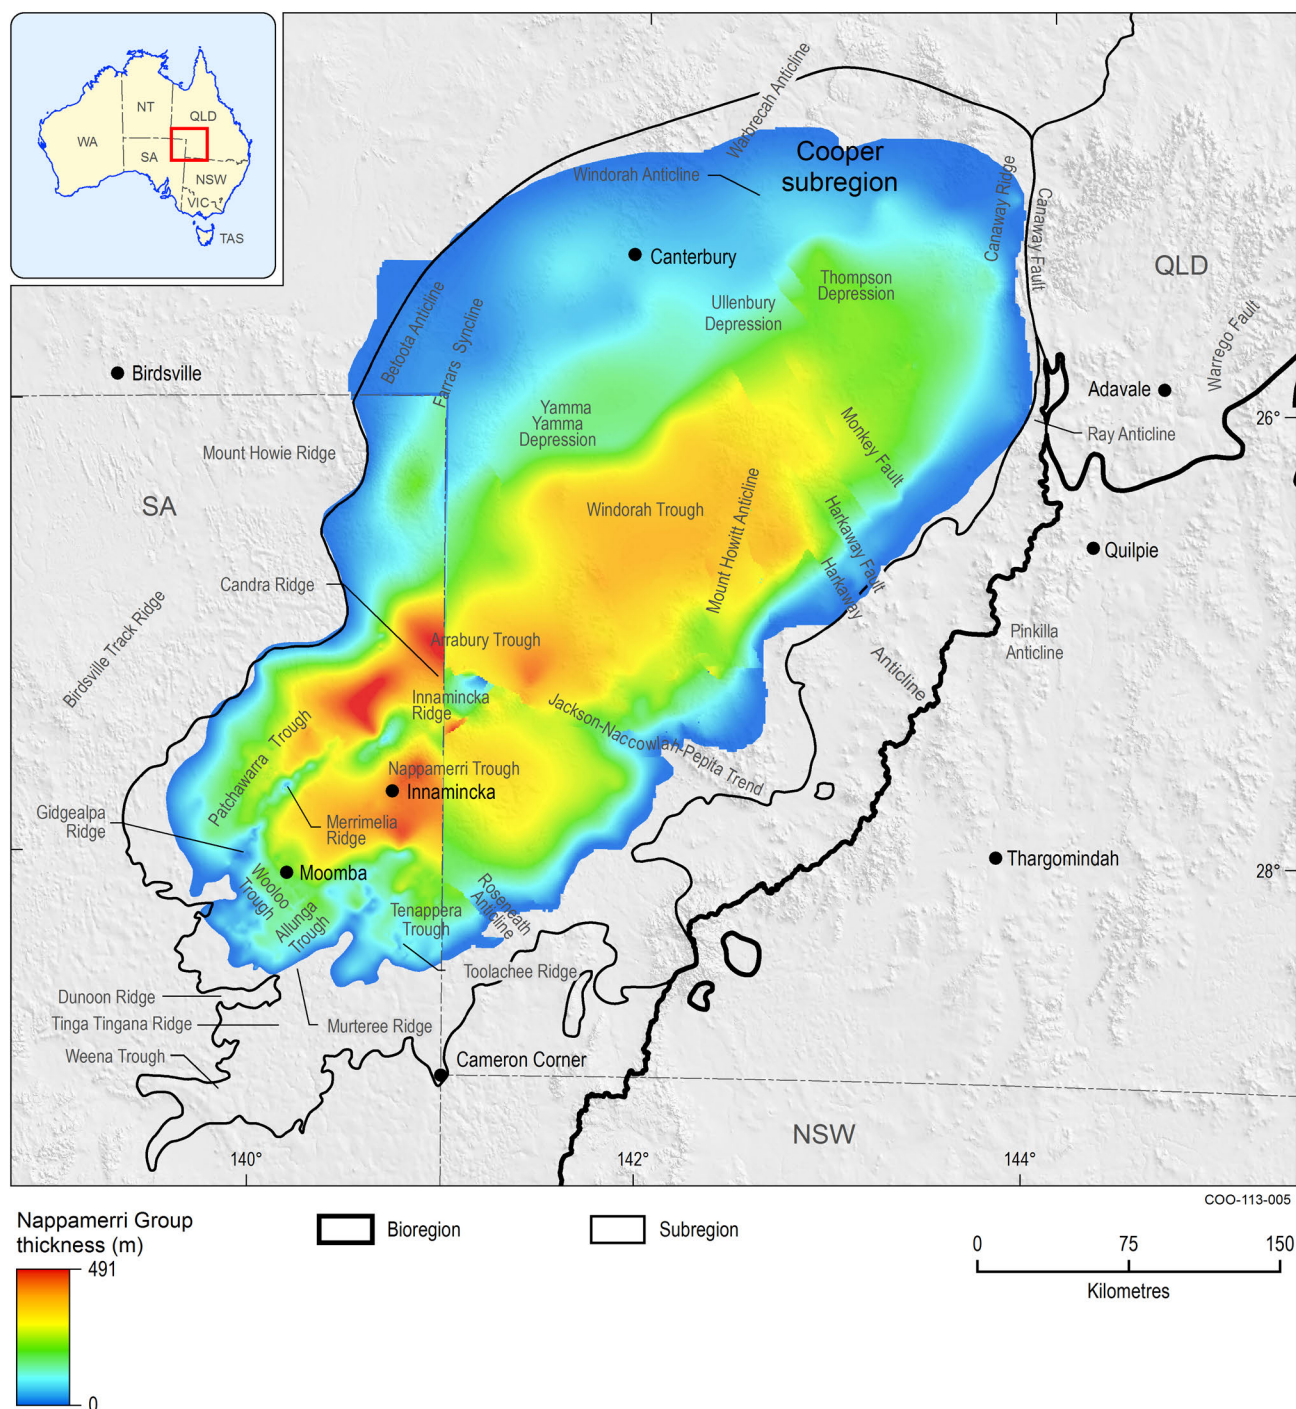 NT
QLD
WA
SA
NSW
VIC
TAS
Warbrecah Anticline
Cooper
subregion
Windorah Anticline
Canaway Ridge
Canaway Fault
Canterbury
QLD
Thompson
Depression
Ullenbury
Depression
Betoota Anticline
Farrars Syncline
Warrego Fault
Birdsville
Adavale
26°
Yamma
Yamma
Depression
Monkey Fault
Ray Anticline
Mount Howie Ridge
SA
Windorah Trough
Mount Howitt Anticline
Harkaway Fault
Harkaway
Anticline
Quilpie
Candra Ridge
Birdsville Track Ridge
Arrabury Trough
Pinkilla
Anticline
Innamincka
Ridge
Jackson-Naccowlah-Pepita Trend
Patchawarra Trough
Nappamerri Trough
Innamincka
Gidgealpa
Ridge
Merrimelia
Ridge
Thargomindah
28°
Moomba
Wooloo
Trough
Allunga
Trough
Tenappera
Trough
Roseneath
Anticline
Toolachee Ridge
Dunoon Ridge
Tinga Tingana Ridge
Murteree Ridge
Weena Trough
Cameron Corner
NSW
140°
142°
144°
COO-113-005
Nappamerri Group
thickness (m)
491
0
Bioregion
Subregion
0
75
150
Kilometres